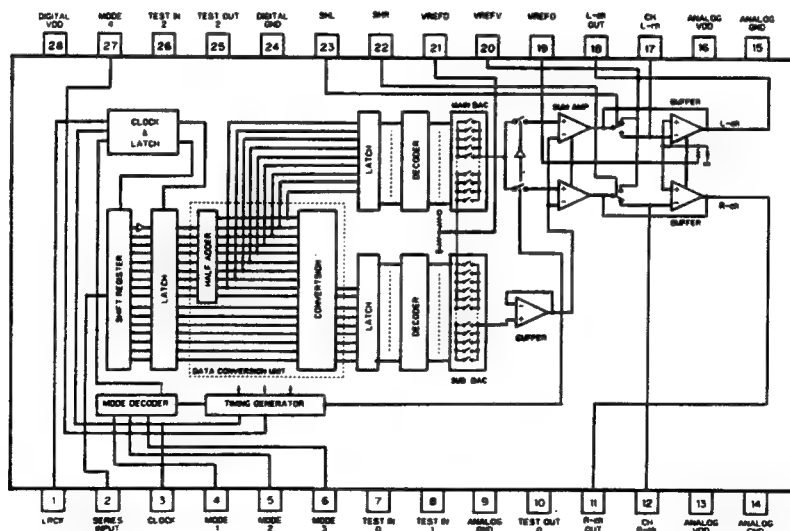 DIGITAL VDD
MODE 4
TEST IN 2
TEST OUT 2
DIGITAL GND
SHL
SHR
VREFD
VREFV
VREFO
L-ch OUT
CH L-ch
ANALOG VDD
ANALOG GND
28
27
26
25
24
23
22
21
20
19
18
17
16
15
CLOCK & LATCH
MAIN DAC
SUM AMP
BUFFER
L-ch
LATCH
DECODER
SHIFT REGISTER
LATCH
HALF ADDER
CONVERTSION
BUFFER
R-ch
LATCH
DECODER
BUFFER
DATA CONVERSION UNIT
SUB DAC
MODE DECODER
TIMING GENERATOR
1
2
3
4
5
6
7
8
9
10
11
12
13
14
LRCK
SERIES INPUT
CLOCK
MODE 1
MODE 2
MODE 3
TEST IN 0
TEST IN 1
ANALOG GND
TEST OUT 0
R-ch OUT
CH R-ch
ANALOG VDD
ANALOG GND